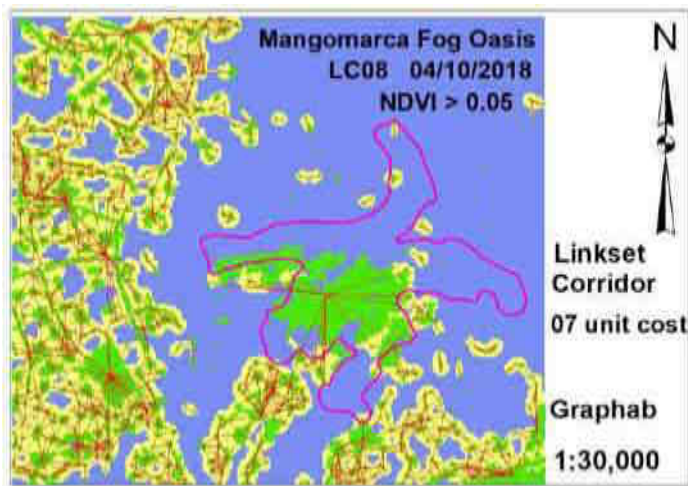 Mangomarca Fog Oasis
LC08 04/10/2018
NDVI > 0.05
N
Linkset
Corridor
07 unit cost
Graphab
1:30,000